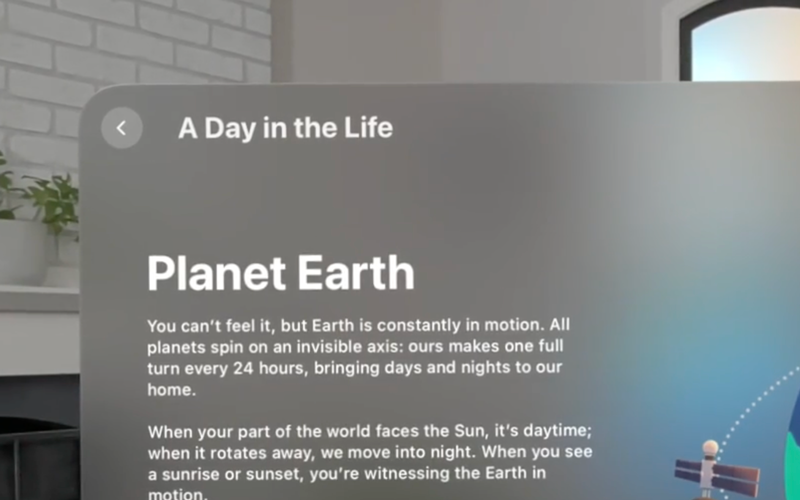 A Day in the Life
Planet Earth
You can't feel it, but Earth is constantly in motion. All
planets spin on an invisible axis: ours makes one full
turn every 24 hours, bringing days and nights to our
home.
When your part of the world faces the Sun, it's daytime;
when it rotates away, we move into night. When you see
a sunrise or sunset, you're witnessing the Earth in
motion.